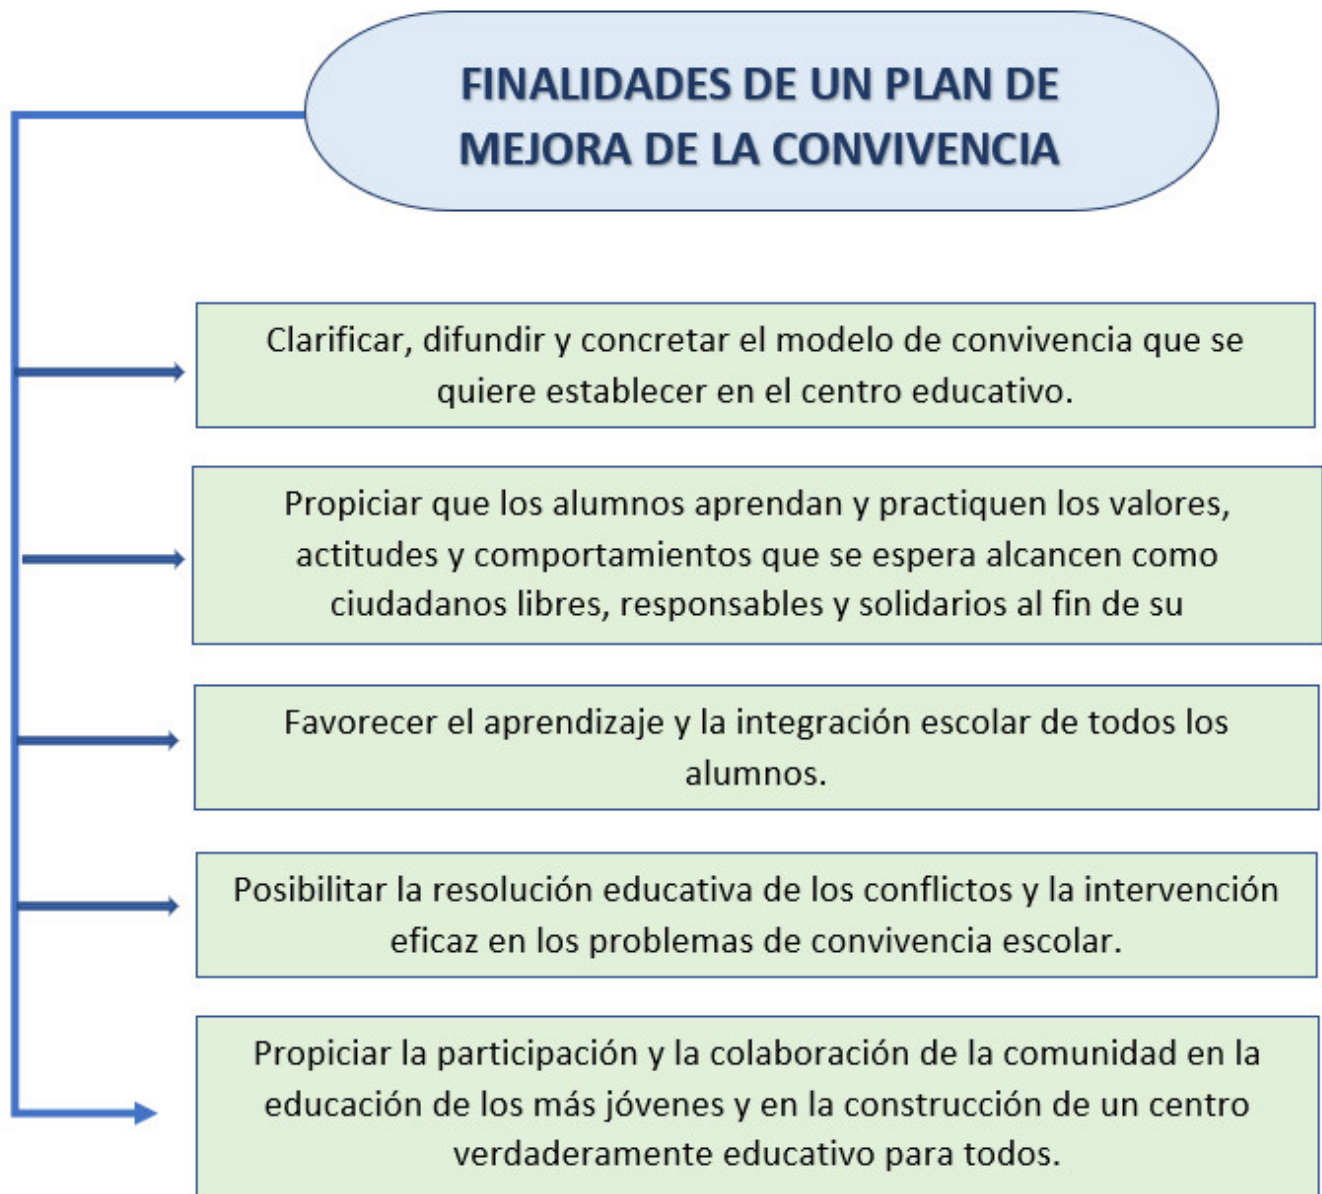 FINALIDADES DE UN PLAN DE
MEJORA DE LA CONVIVENCIA
Clarificar, difundir y concretar el modelo de convivencia que se
quiere establecer en el centro educativo.
Propiciar que los alumnos aprendan y practiquen los valores,
actitudes y comportamientos que se espera alcancen como
ciudadanos libres, responsables y solidarios al fin de su
Favorecer el aprendizaje y la integración escolar de todos los
alumnos.
Posibilitar la resolución educativa de los conflictos y la intervención
eficaz en los problemas de convivencia escolar.
Propiciar la participación y la colaboración de la comunidad en la
educación de los más jóvenes y en la construcción de un centro
verdaderamente educativo para todos.